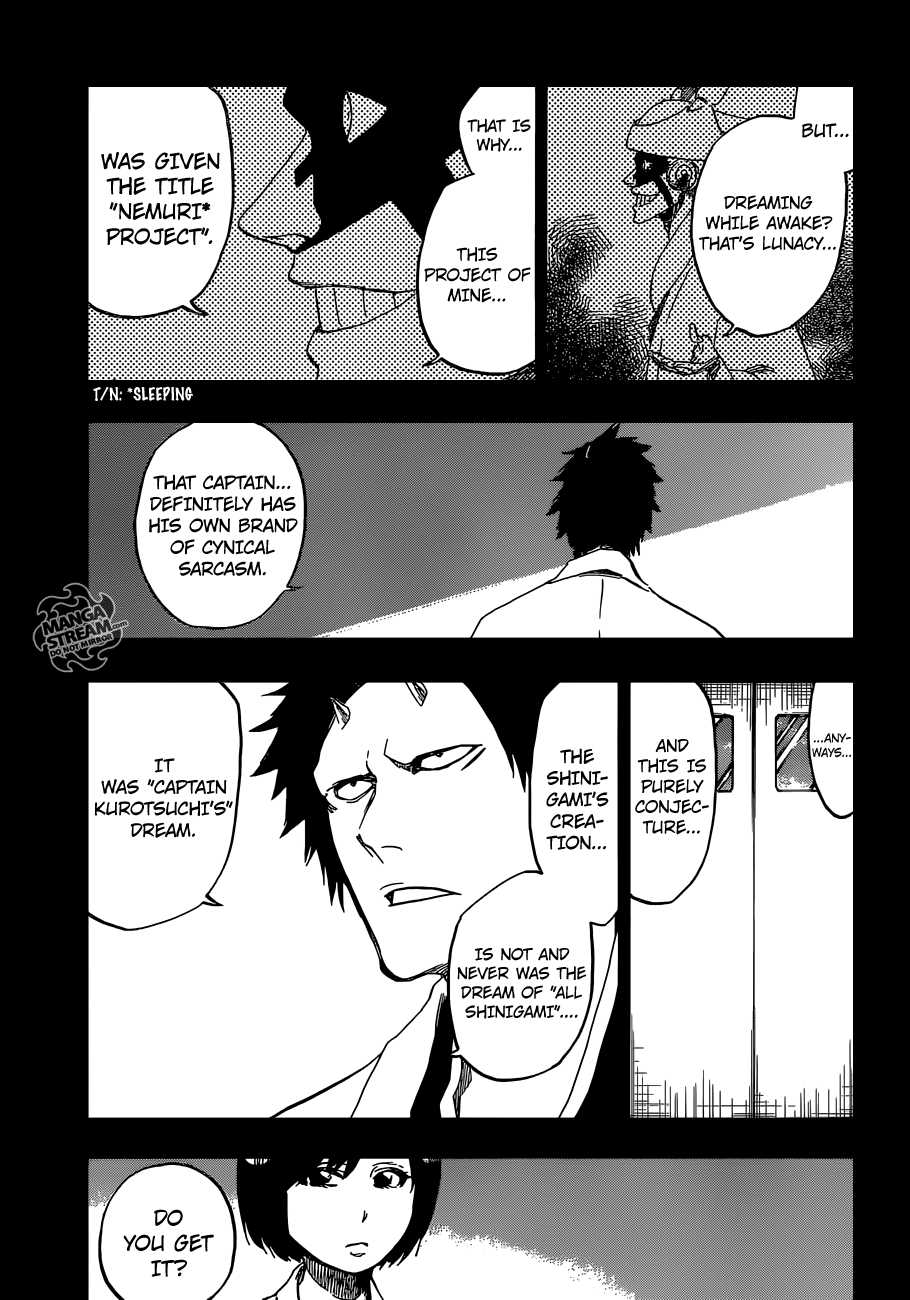 BUT...
DREAMING
WHILE AWAKE?
THAT'S LUNACY...
THAT IS
WHY...
THIS
PROJECT OF
MINE...
WAS GIVEN
THE TITLE
"NEMURI*
PROJECT".
T/N: *SLEEPING
THAT CAPTAIN...
DEFINITELY HAS
HIS OWN BRAND
OF CYNICAL
SARCASM.
MANGA
STREAM.COM
DO NOT MIRROR
...ANY-
WAYS...
AND
THIS IS
PURELY
CONJEC-
TURE...
THE
SHINI-
GAMI'S
CREA-
TION...
IS NOT AND
NEVER WAS THE
DREAM OF "ALL
SHINIGAMI"....
IT
WAS "CAPTAIN
KUROTSUCHI'S"
DREAM.
DO
YOU GET
IT?